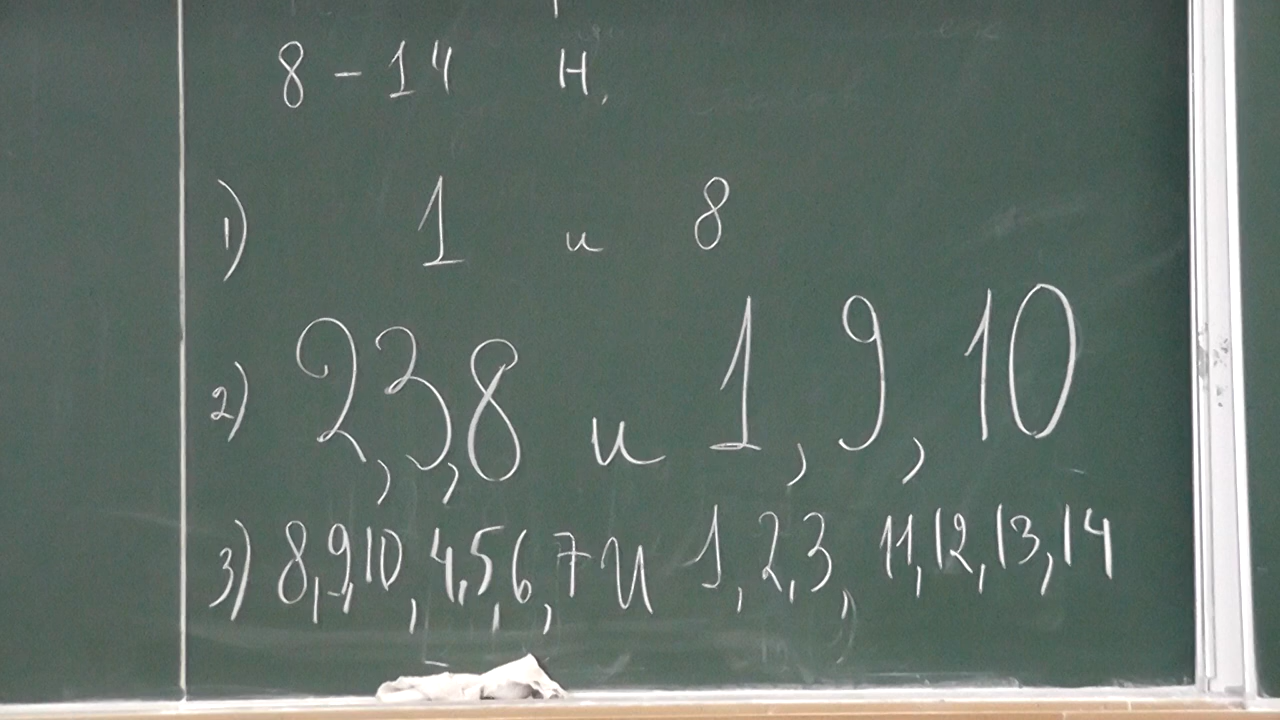 8 – 14 н.
1) 1 и 8
2) 2, 3, 8 и 1, 9, 10
3) 8, 9, 10, 4, 5, 6, 7 и 1, 2, 3, 11, 12, 13, 14